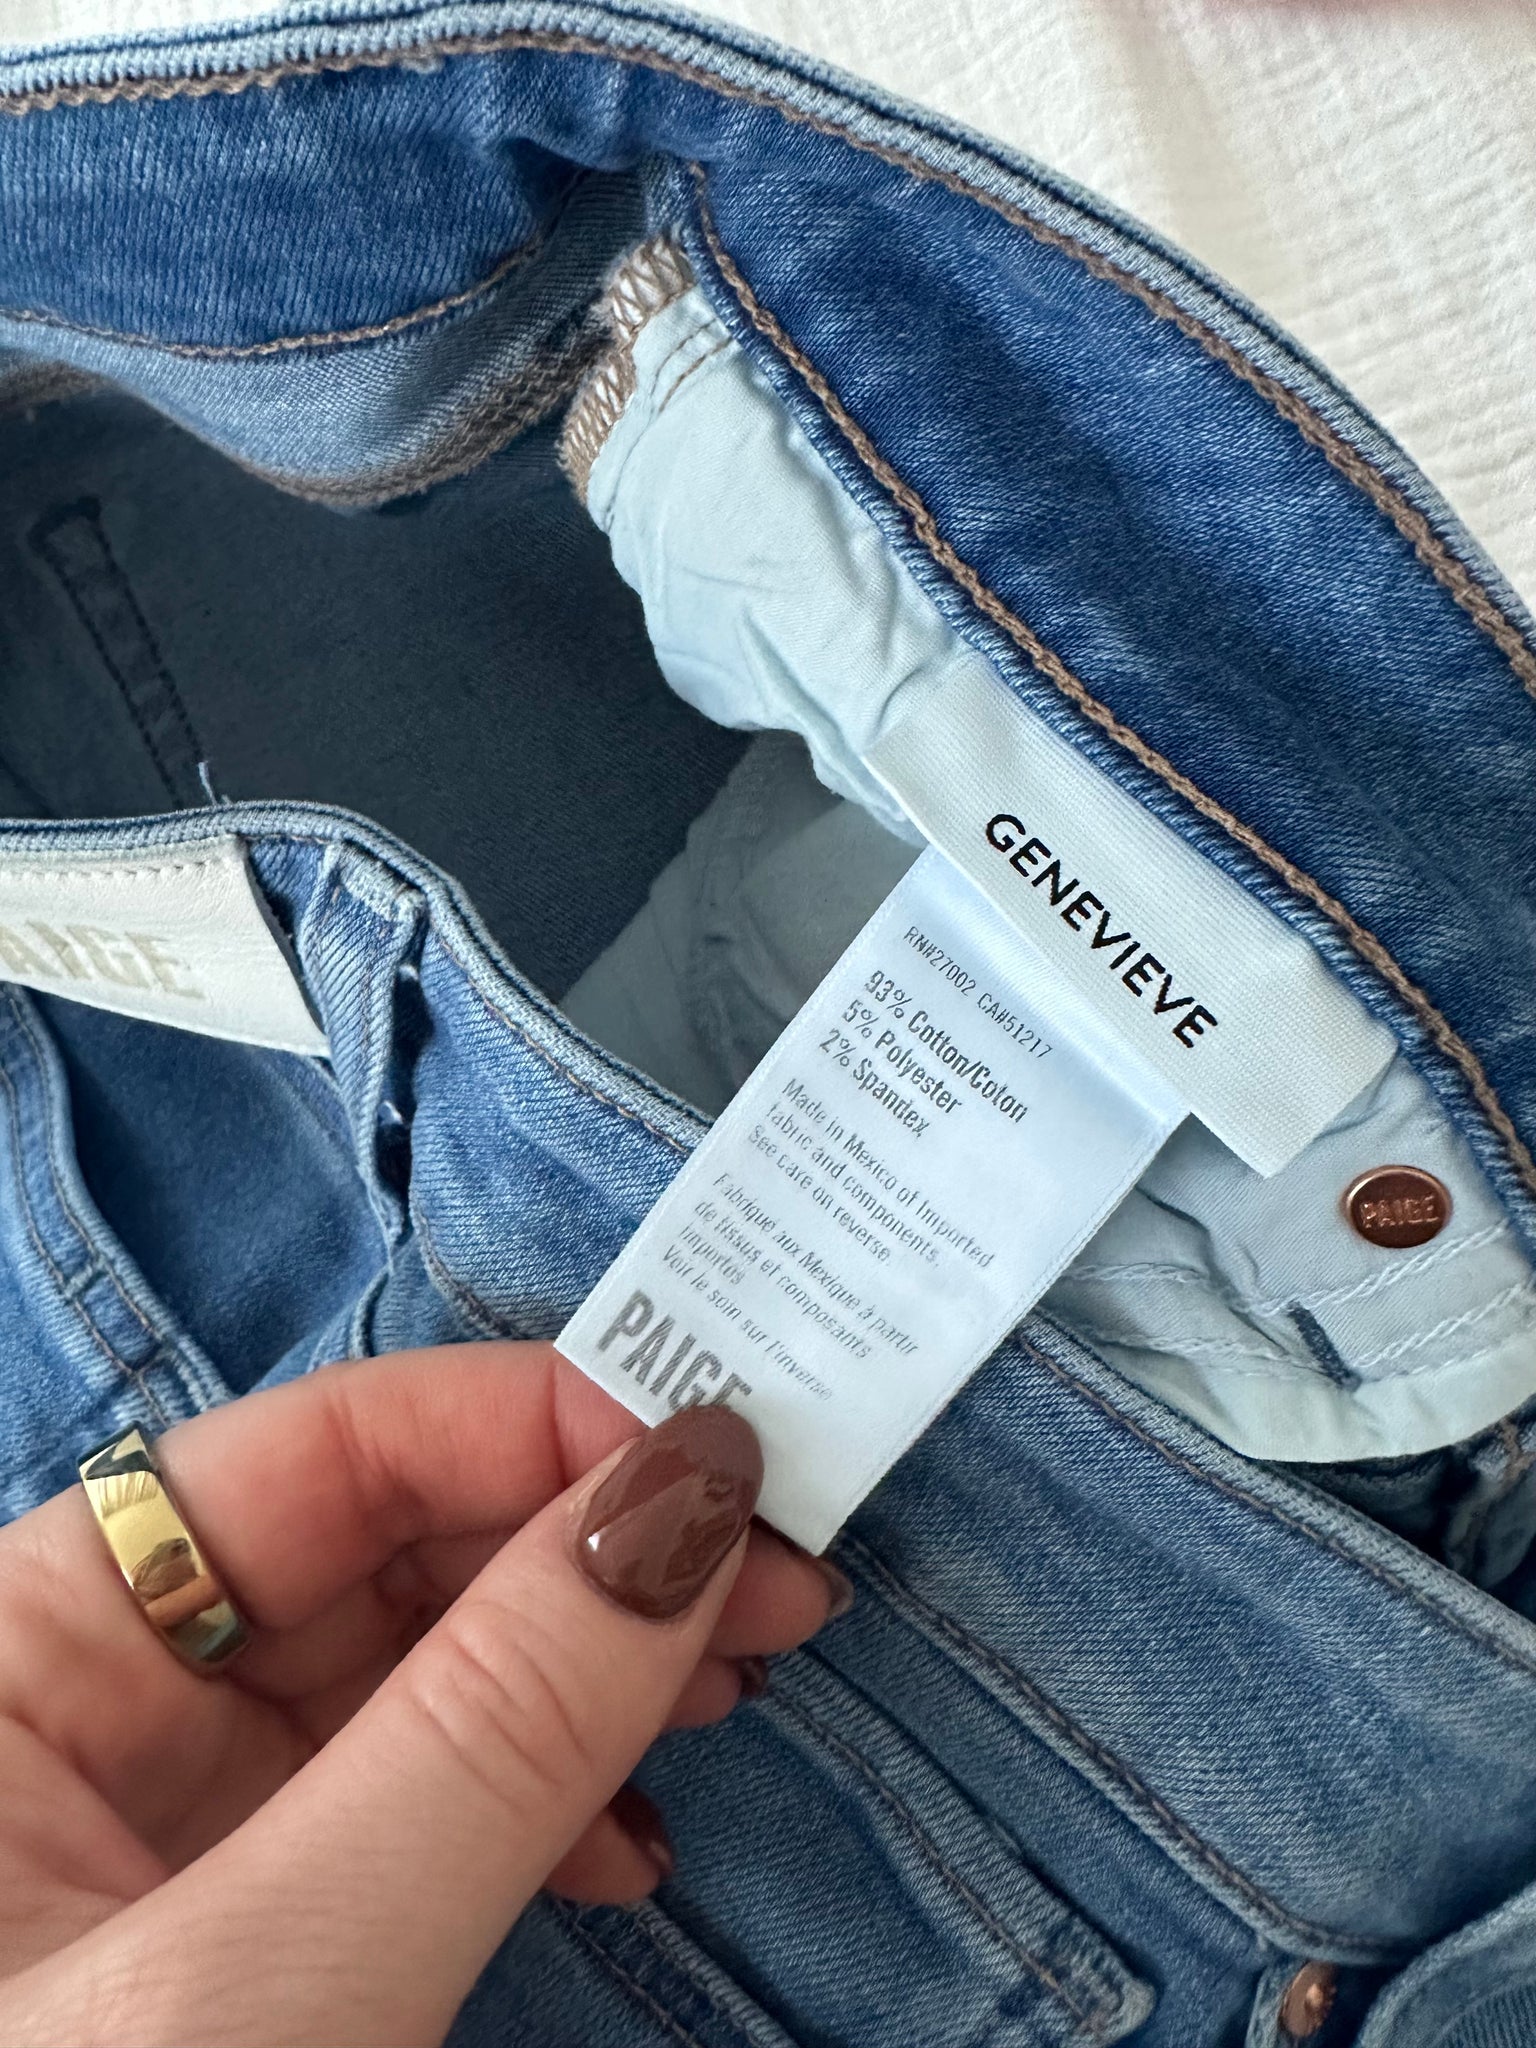 GENEVIEVE
RN#27002 CA#51217
93% Cotton/Coton
5% Polyester
2% Spandex
Made in Mexico of Imported
fabric and components.
See care on reverse.
Fabriqué aux Mexique à partir
de tissus et composants
importés
Voir le soin sur l'inverse
PAIGE
PAIGE
PAIGE